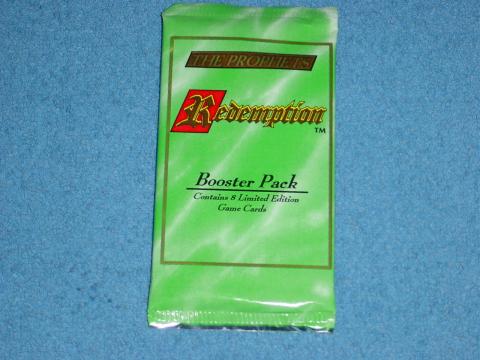 THE PROPHETS
Redemption
TM
Booster Pack
Contains 8 Limited Edition
Game Cards